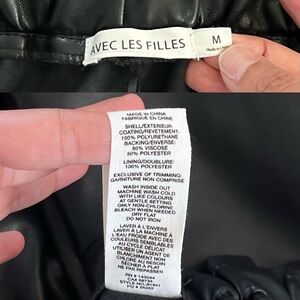 AVEC LES FILLES
M
MADE IN CHINA
FABRIQUE EN CHINE
SHELL/EXTERIEUR:
COATING/REVETEMENT:
100% POLYURETHANE
BACKING/ENVERSE:
50% VISCOSE
50% POLYESTER
LINING/DOUBLURE:
100% POLYESTER
EXCLUSIVE OF TRIMMING/
GARNITURE NON COMPRISE
WASH INSIDE OUT
MACHINE WASH COLD
WITH LIKE COLOURS
AT GENTLE SETTING
ONLY NON-CHLORINE
BLEACH WHEN NEEDED
DRY FLAT
DO NOT IRON
LAVER À L'ENVERS
LAVER À LA MACHINE À
L'EAU FROIDE AVEC DES
COULEURS SEMBLABLES
AU CYCLE DÉLICAT
UTILISER UN AGENT DE
BLANCHIMENT NON
CHLORÉ SI NÉCESSAIRE
SÉCHER À PLAT
NE PAS REPASSER